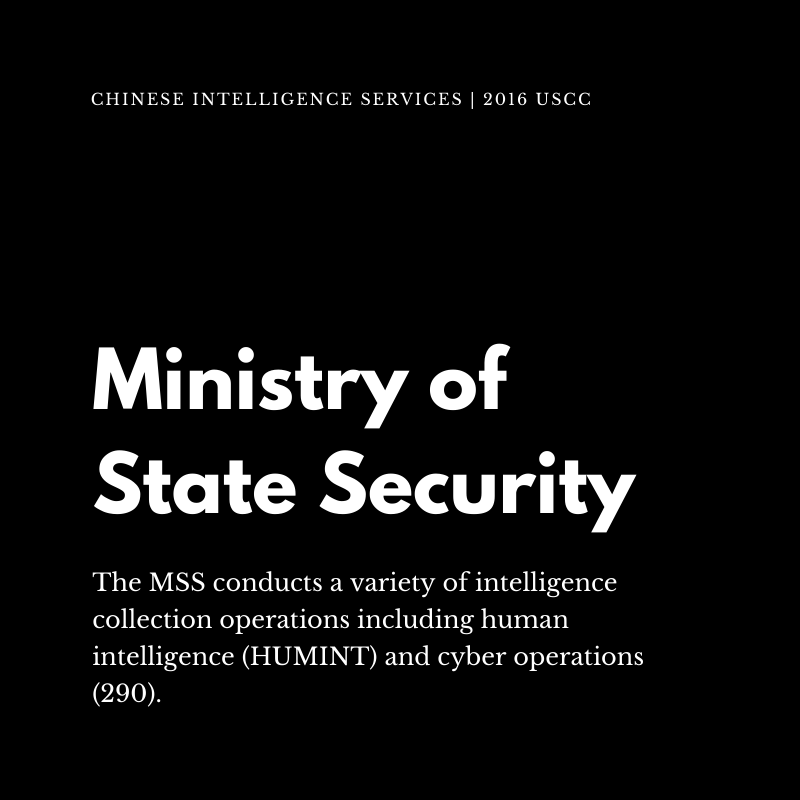 CHINESE INTELLIGENCE SERVICES | 2016 USCC
Ministry of
State Security
The MSS conducts a variety of intelligence
collection operations including human
intelligence (HUMINT) and cyber operations
(290).